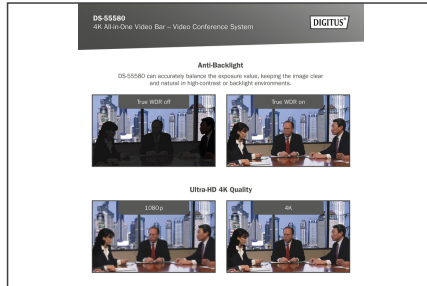 DS-55580
4K All-in-One Video Bar – Video Conference System
DIGITUS®
Anti-Backlight
DS-55580 can accurately balance the exposure value, keeping the image clear
and natural in high-contrast or backlight environments.
True WDR off
True WDR on
Ultra-HD 4K Quality
1080p
4K